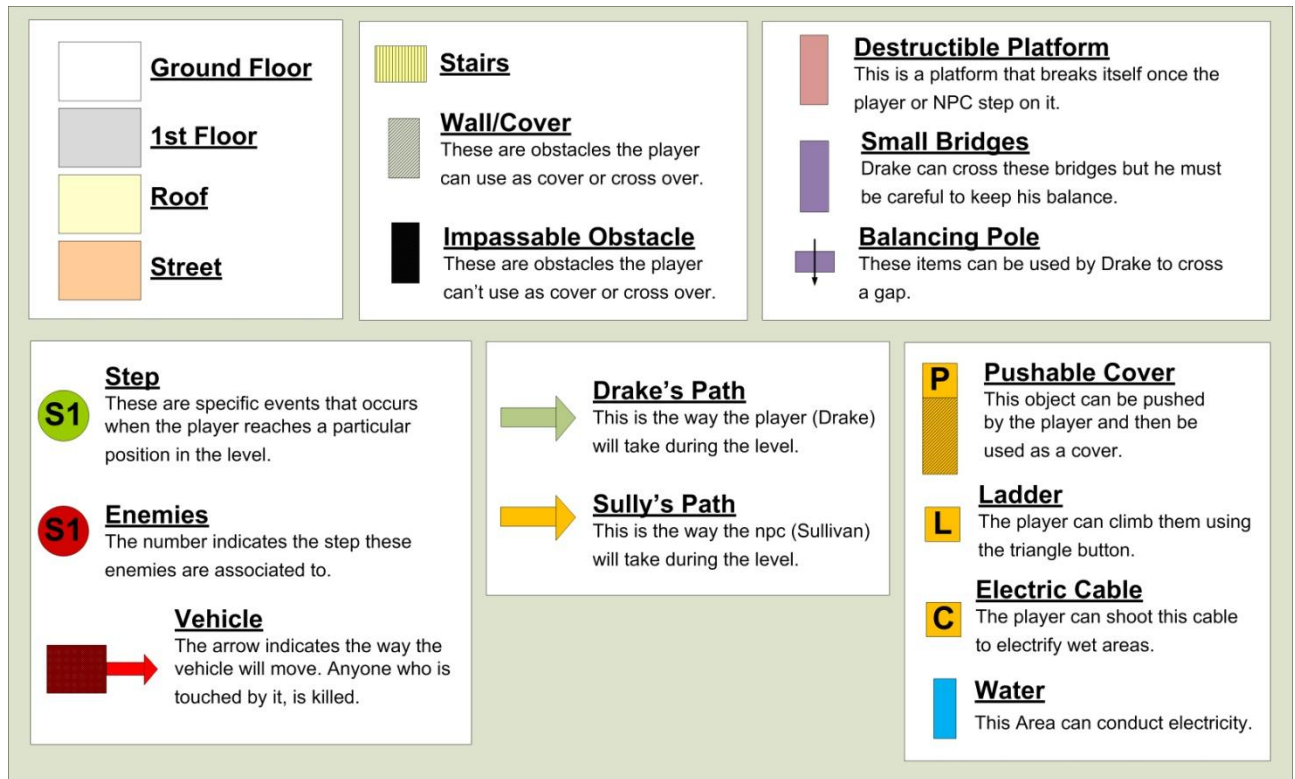 Ground Floor
1st Floor
Roof
Street
Stairs
Wall/Cover
These are obstacles the player
can use as cover or cross over.
Impassable Obstacle
These are obstacles the player
can’t use as cover or cross over.
Destructible Platform
This is a platform that breaks itself once the
player or NPC step on it.
Small Bridges
Drake can cross these bridges but he must
be careful to keep his balance.
Balancing Pole
These items can be used by Drake to cross
a gap.
S1
Step
These are specific events that occurs
when the player reaches a particular
position in the level.
S1
Enemies
The number indicates the step these
enemies are associated to.
Vehicle
The arrow indicates the way the
vehicle will move. Anyone who is
touched by it, is killed.
Drake’s Path
This is the way the player (Drake)
will take during the level.
Sully’s Path
This is the way the npc (Sullivan)
will take during the level.
P
Pushable Cover
This object can be pushed
by the player and then be
used as a cover.
L
Ladder
The player can climb them using
the triangle button.
C
Electric Cable
The player can shoot this cable
to electrify wet areas.
Water
This Area can conduct electricity.